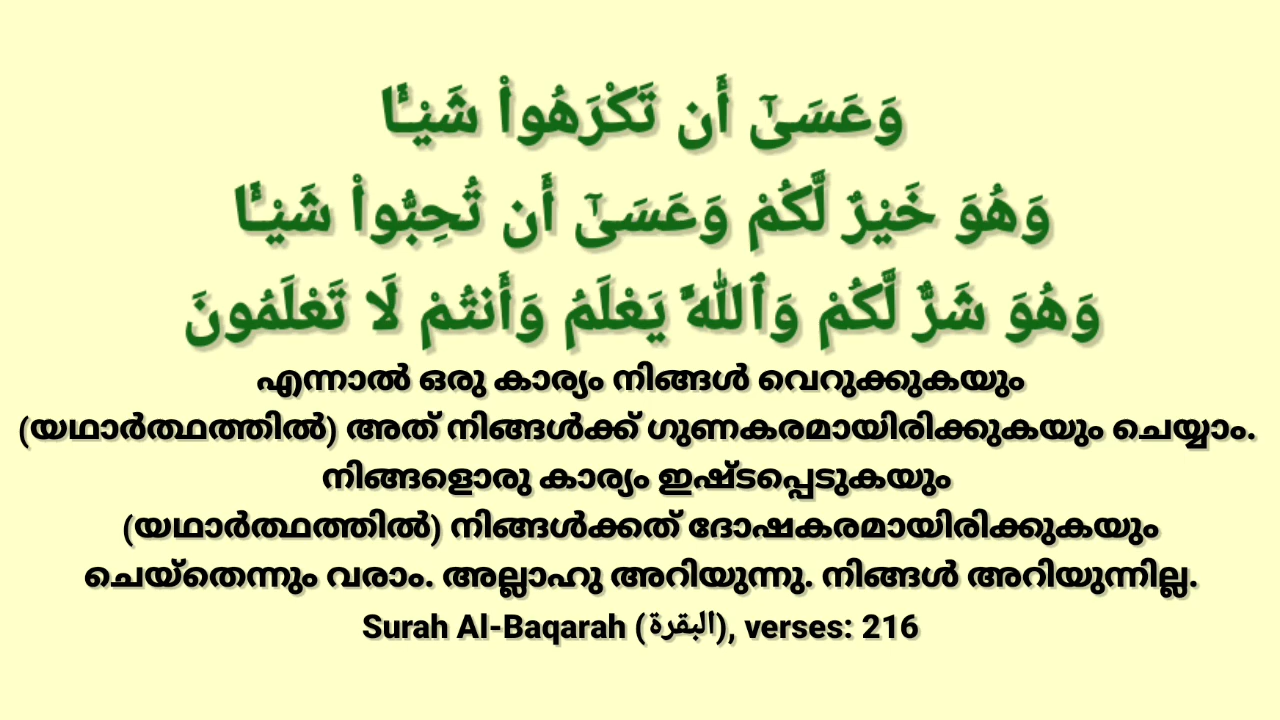 وَعَسَىٰٓ أَن تَكْرَهُوا۟ شَيْـًٔا
وَهُوَ خَيْرٌ لَّكُمْ وَعَسَىٰٓ أَن تُحِبُّوا۟ شَيْـًٔا
وَهُوَ شَرٌّ لَّكُمْ وَٱللَّهُ يَعْلَمُ وَأَنتُمْ لَا تَعْلَمُونَ
എന്നാൽ ഒരു കാര്യം നിങ്ങൾ വെറുക്കുകയും
(യഥാർത്ഥത്തിൽ) അത് നിങ്ങൾക്ക് ഗുണകരമായിരിക്കുകയും ചെയ്യാം.
നിങ്ങളൊരു കാര്യം ഇഷ്ടപ്പെടുകയും
(യഥാർത്ഥത്തിൽ) നിങ്ങൾക്കത് ദോഷകരമായിരിക്കുകയും
ചെയ്തെന്നും വരാം. അല്ലാഹു അറിയുന്നു. നിങ്ങൾ അറിയുന്നില്ല.
Surah Al-Baqarah (البقرة), verses: 216